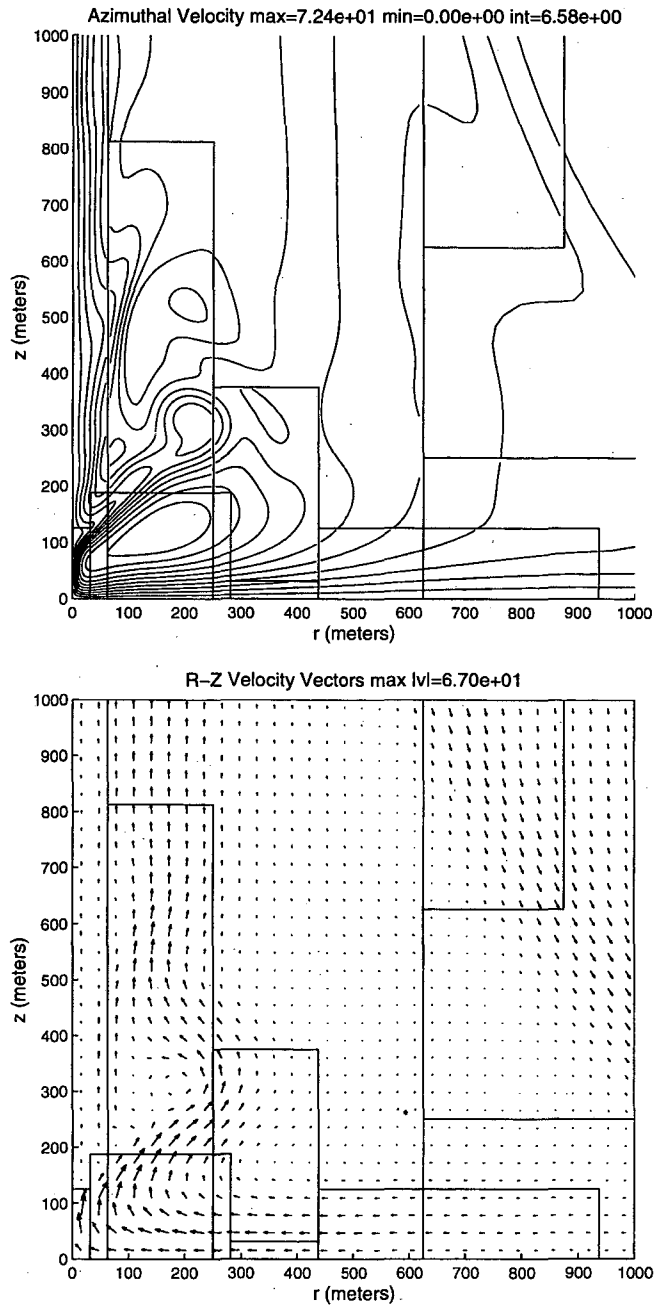 Azimuthal Velocity max=7.24e+01 min=0.00e+00 int=6.58e+00
1000
900
800
700
600
500
400
300
200
100
0
z (meters)
0 100 200 300 400 500 600 700 800 900 1000
r (meters)
R-Z Velocity Vectors max lvl=6.70e+01
1000
900
800
700
600
500
400
300
200
100
0
z (meters)
0 100 200 300 400 500 600 700 800 900 1000
r (meters)